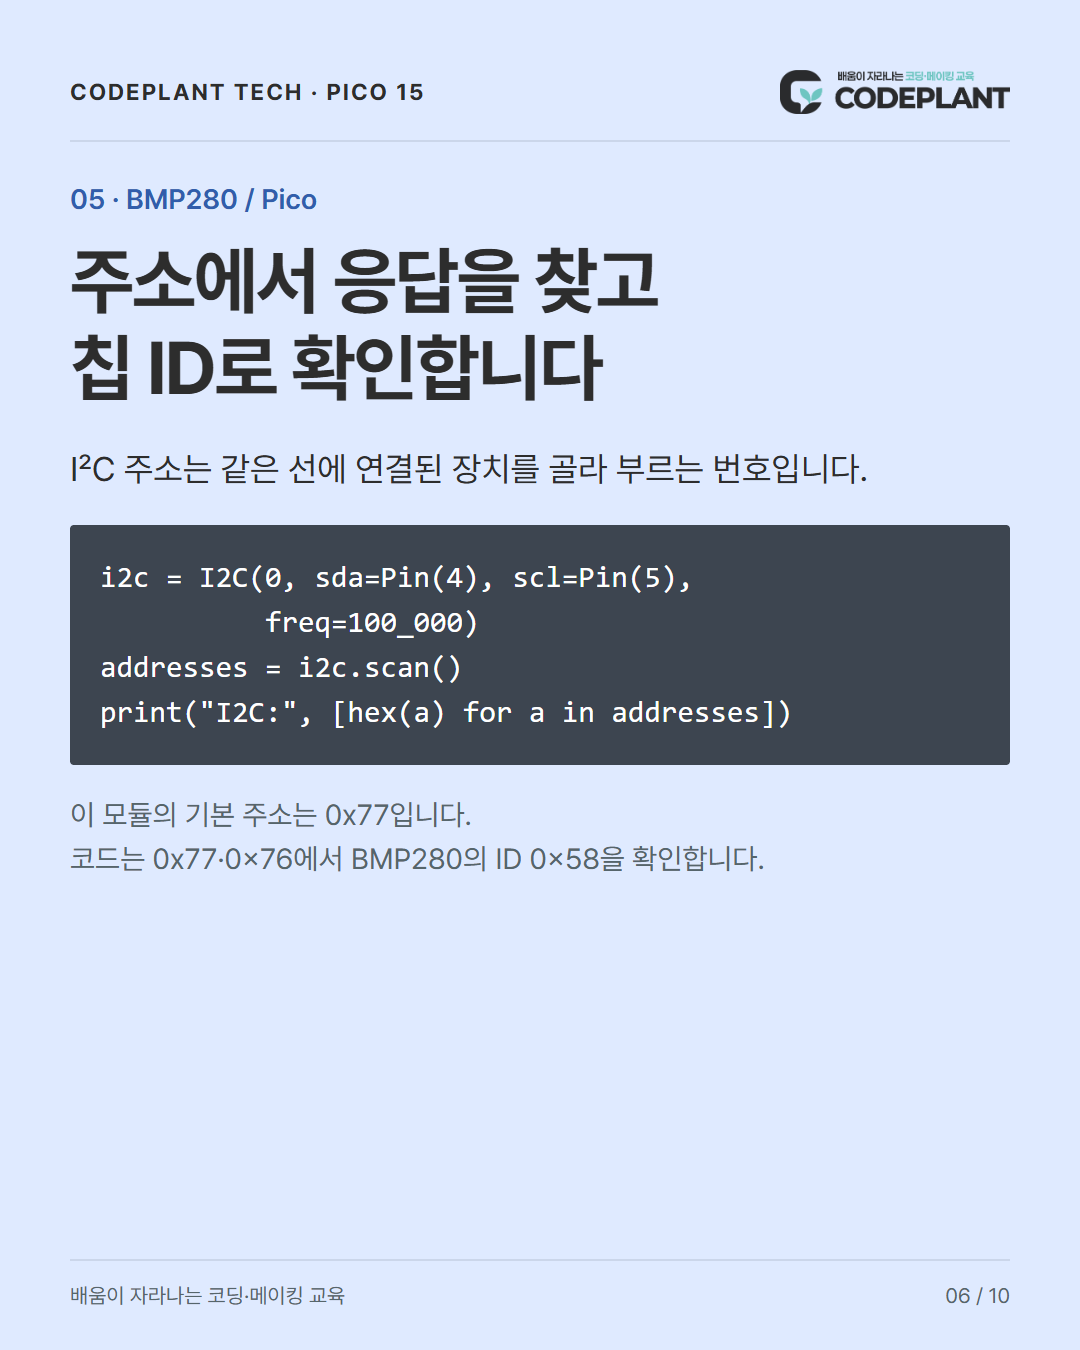 CODEPLANT TECH · PICO 15
배움이 자라나는 코딩·메이킹 교육
CODEPLANT
05 · BMP280 / Pico
주소에서 응답을 찾고
칩 ID로 확인합니다
I²C 주소는 같은 선에 연결된 장치를 골라 부르는 번호입니다.
i2c = I2C(0, sda=Pin(4), scl=Pin(5),
          freq=100_000)
addresses = i2c.scan()
print("I2C:", [hex(a) for a in addresses])
이 모듈의 기본 주소는 0x77입니다.
코드는 0x77·0×76에서 BMP280의 ID 0×58을 확인합니다.
배움이 자라나는 코딩·메이킹 교육
06 / 10